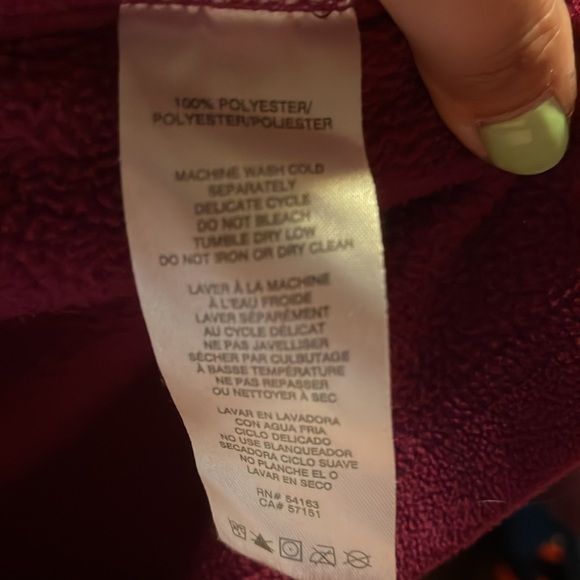 100% POLYESTER/
POLYESTER/POLIESTER
MACHINE WASH COLD
SEPARATELY
DELICATE CYCLE
DO NOT BLEACH
TUMBLE DRY LOW
DO NOT IRON OR DRY CLEAN
LAVER À LA MACHINE
À L'EAU FROIDE
LAVER SÉPARÉMENT
AU CYCLE DÉLICAT
NE PAS JAVELLISER
SÉCHER PAR CULBUTAGE
À BASSE TEMPÉRATURE
NE PAS REPASSER
OU NETTOYER À SEC
LAVAR EN LAVADORA
CON AGUA FRIA
CICLO DELICADO
NO USE BLANQUEADOR
SECADORA CICLO SUAVE
NO PLANCHE EL O
LAVAR EN SECO
RN# 54163
CA# 57151